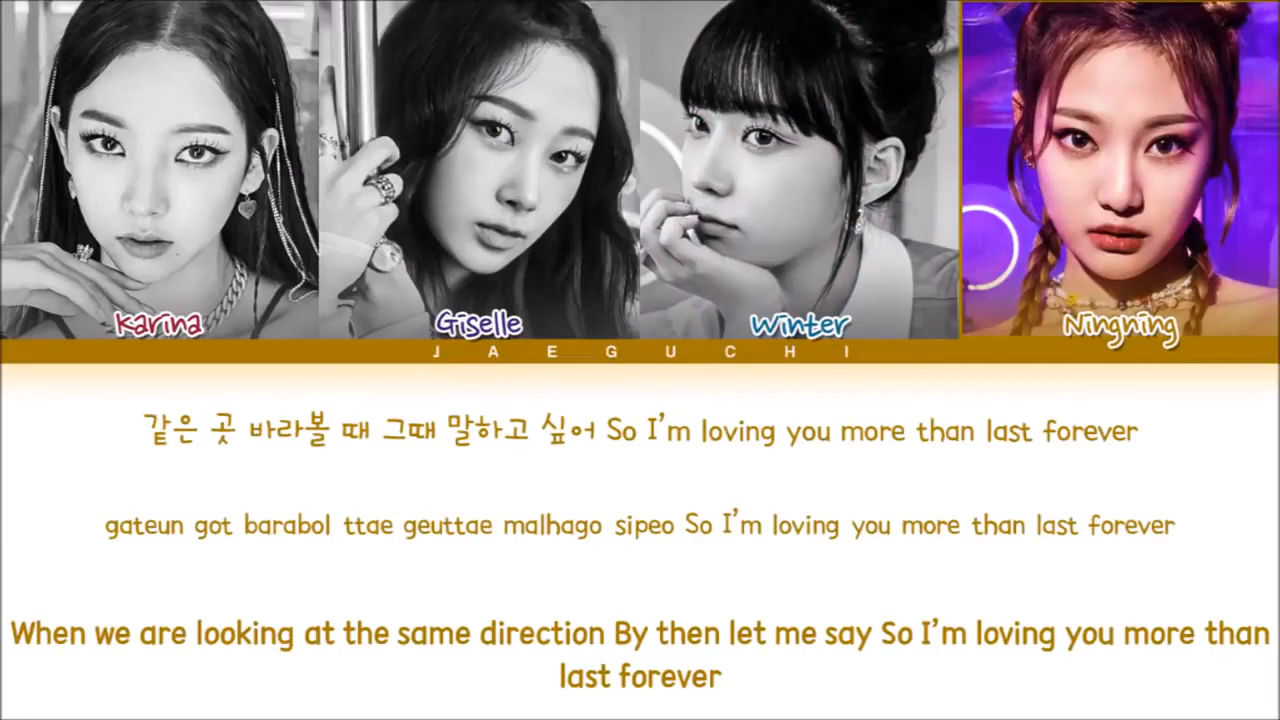 Karina
Giselle
Winter
Ningning
JAEGUCHI
같은 곳 바라볼 때 그때 말하고 싶어 So I'm loving you more than last forever
gateun got barabol ttae geuttae malhago sipeo So I'm loving you more than last forever
When we are looking at the same direction By then let me say So I'm loving you more than
last forever